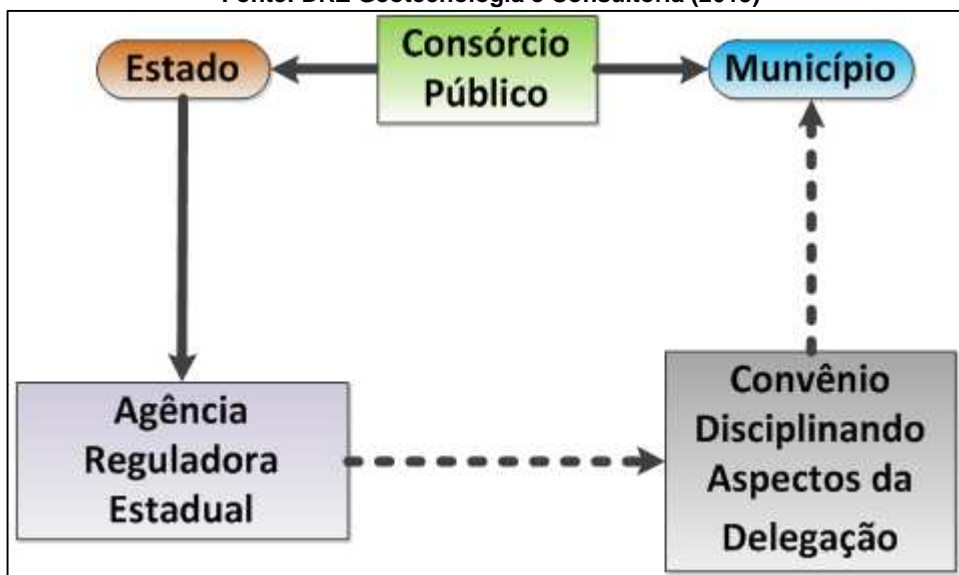 Estado
Consórcio
Público
Município
Agência
Reguladora
Estadual
Convênio
Disciplinando
Aspectos da
Delegação